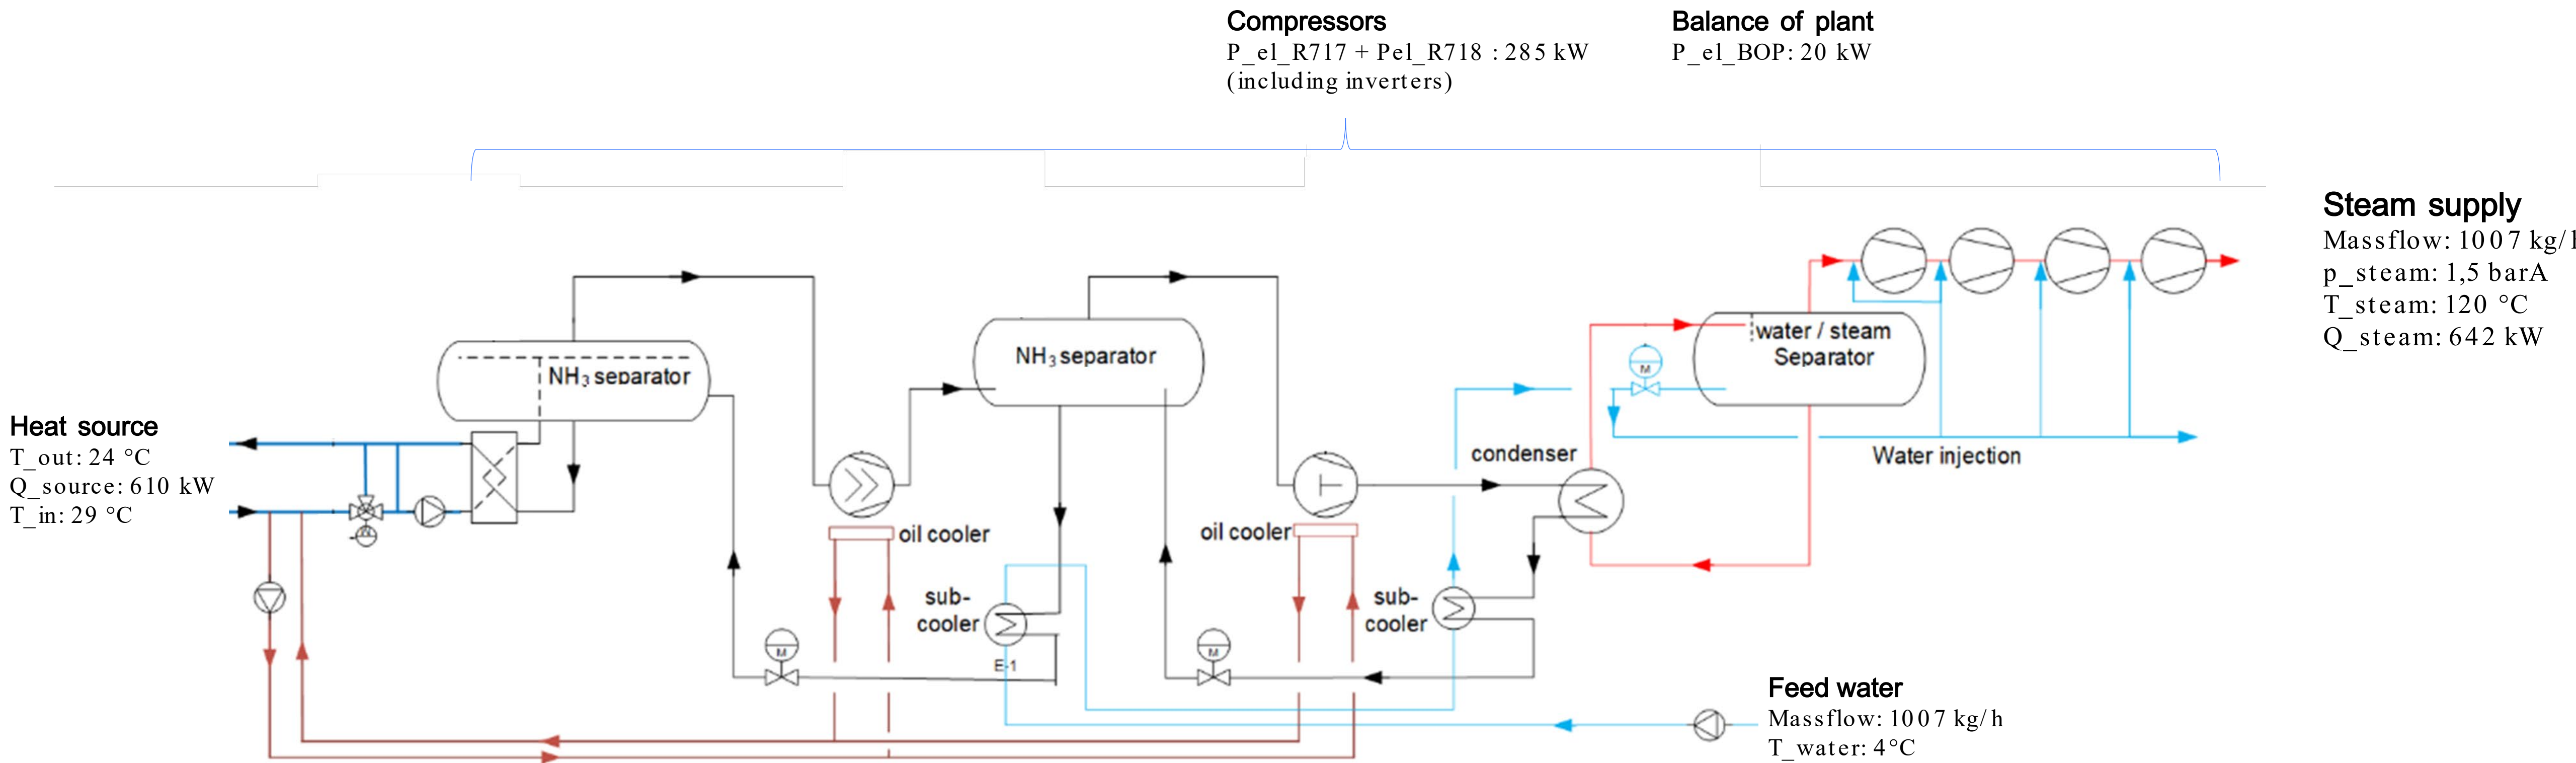 Compressors
P_el_R717 + Pel_R718 : 285 kW
(including inverters)
Balance of plant
P_el_BOP: 20 kW
Steam supply
Massflow: 1007 kg/h
p_steam: 1,5 barA
T_steam: 120 °C
Q_steam: 642 kW
water / steam
Separator
M
NH3 separator
NH3 separator
Heat source
T_out: 24 °C
Q_source: 610 kW
T_in: 29 °C
condenser
Water injection
oil cooler
oil cooler
sub-
cooler
sub-
cooler
M
M
E-1
Feed water
Massflow: 1007 kg/h
T_water: 4°C